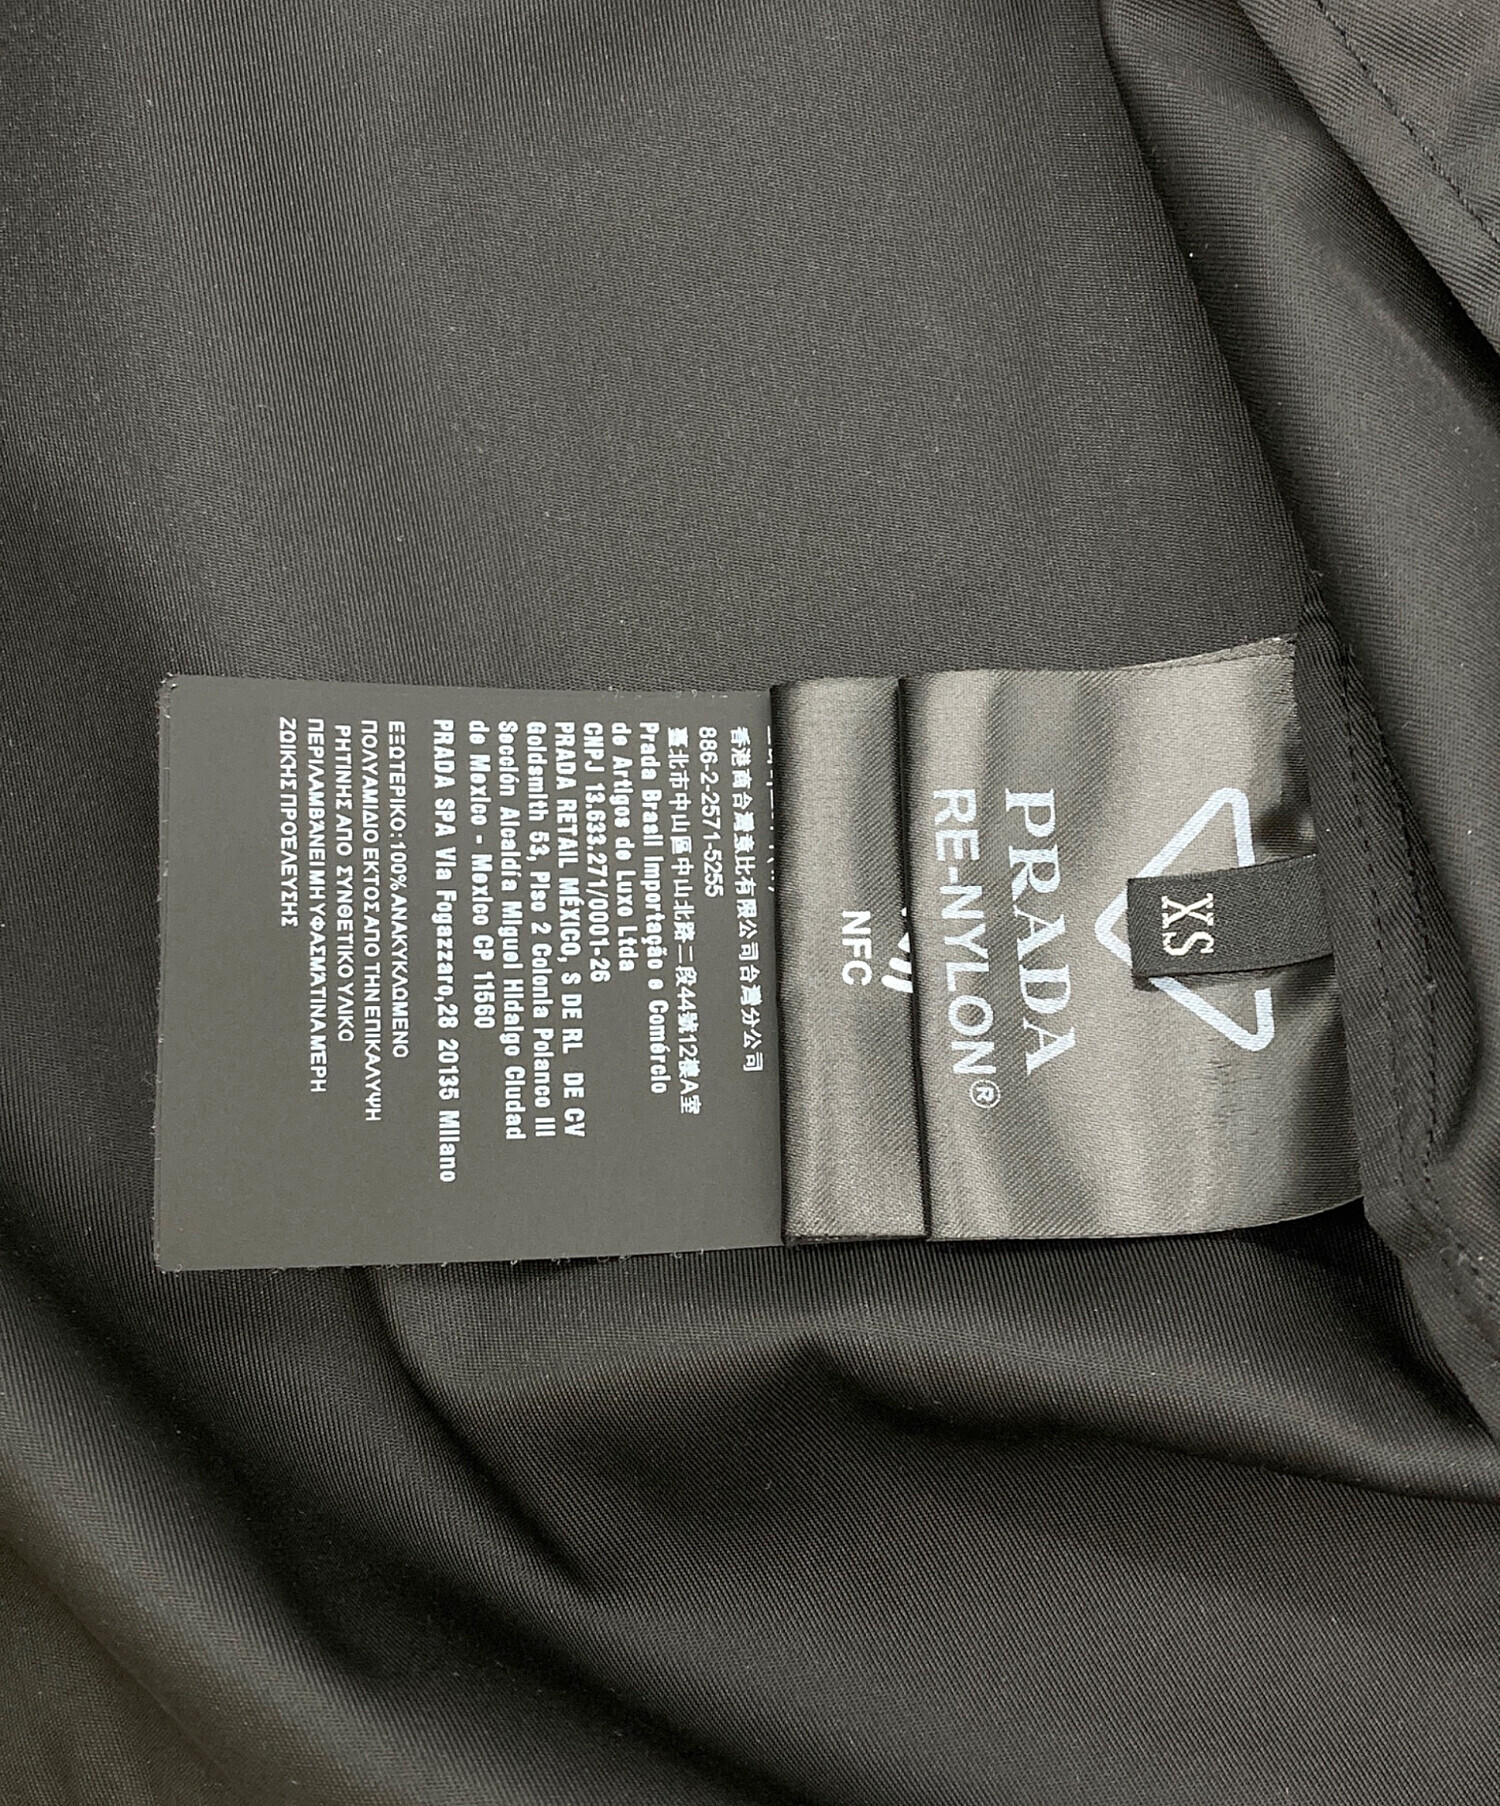 XS
PRADA
RE-NYLON®
NFC
香港商台灣普比有限公司台灣分公司
886-2-2571-5255
臺北市中山區中山北路二段44號12樓A室
Prada Brasil Importação e Comércio
de Artigos de Luxo Ltda
CNPJ 13.633.271/0001-26
PRADA RETAIL MÉXICO, S DE RL DE CV
Goldsmith 53, Piso 2 Colonia Polanco III
Sección Alcaldía Miguel Hidalgo Ciudad
de Mexico - Mexico CP 11560
PRADA SPA Via Fogazzaro,28 20135 Milano
ΕΞΩΤΕΡΙΚΟ:100% ΑΝΑΚΥΚΛΩΜΕΝΟ
ΠΟΛΥΑΜΙΔΙΟ ΕΚΤΟΣ ΑΠΟ ΤΗΝ ΕΠΙΚΑΛΥΨΗ
ΡΗΤΙΝΗΣ ΑΠΟ ΣΥΝΘΕΤΙΚΟ ΥΛΙΚΟ
ΠΕΡΙΛΑΜΒΑΝΕΙ ΜΗ ΥΦΑΣΜΑΤΙΝΑ ΜΕΡΗ
ΖΩΙΚΗΣ ΠΡΟΕΛΕΥΣΗΣ